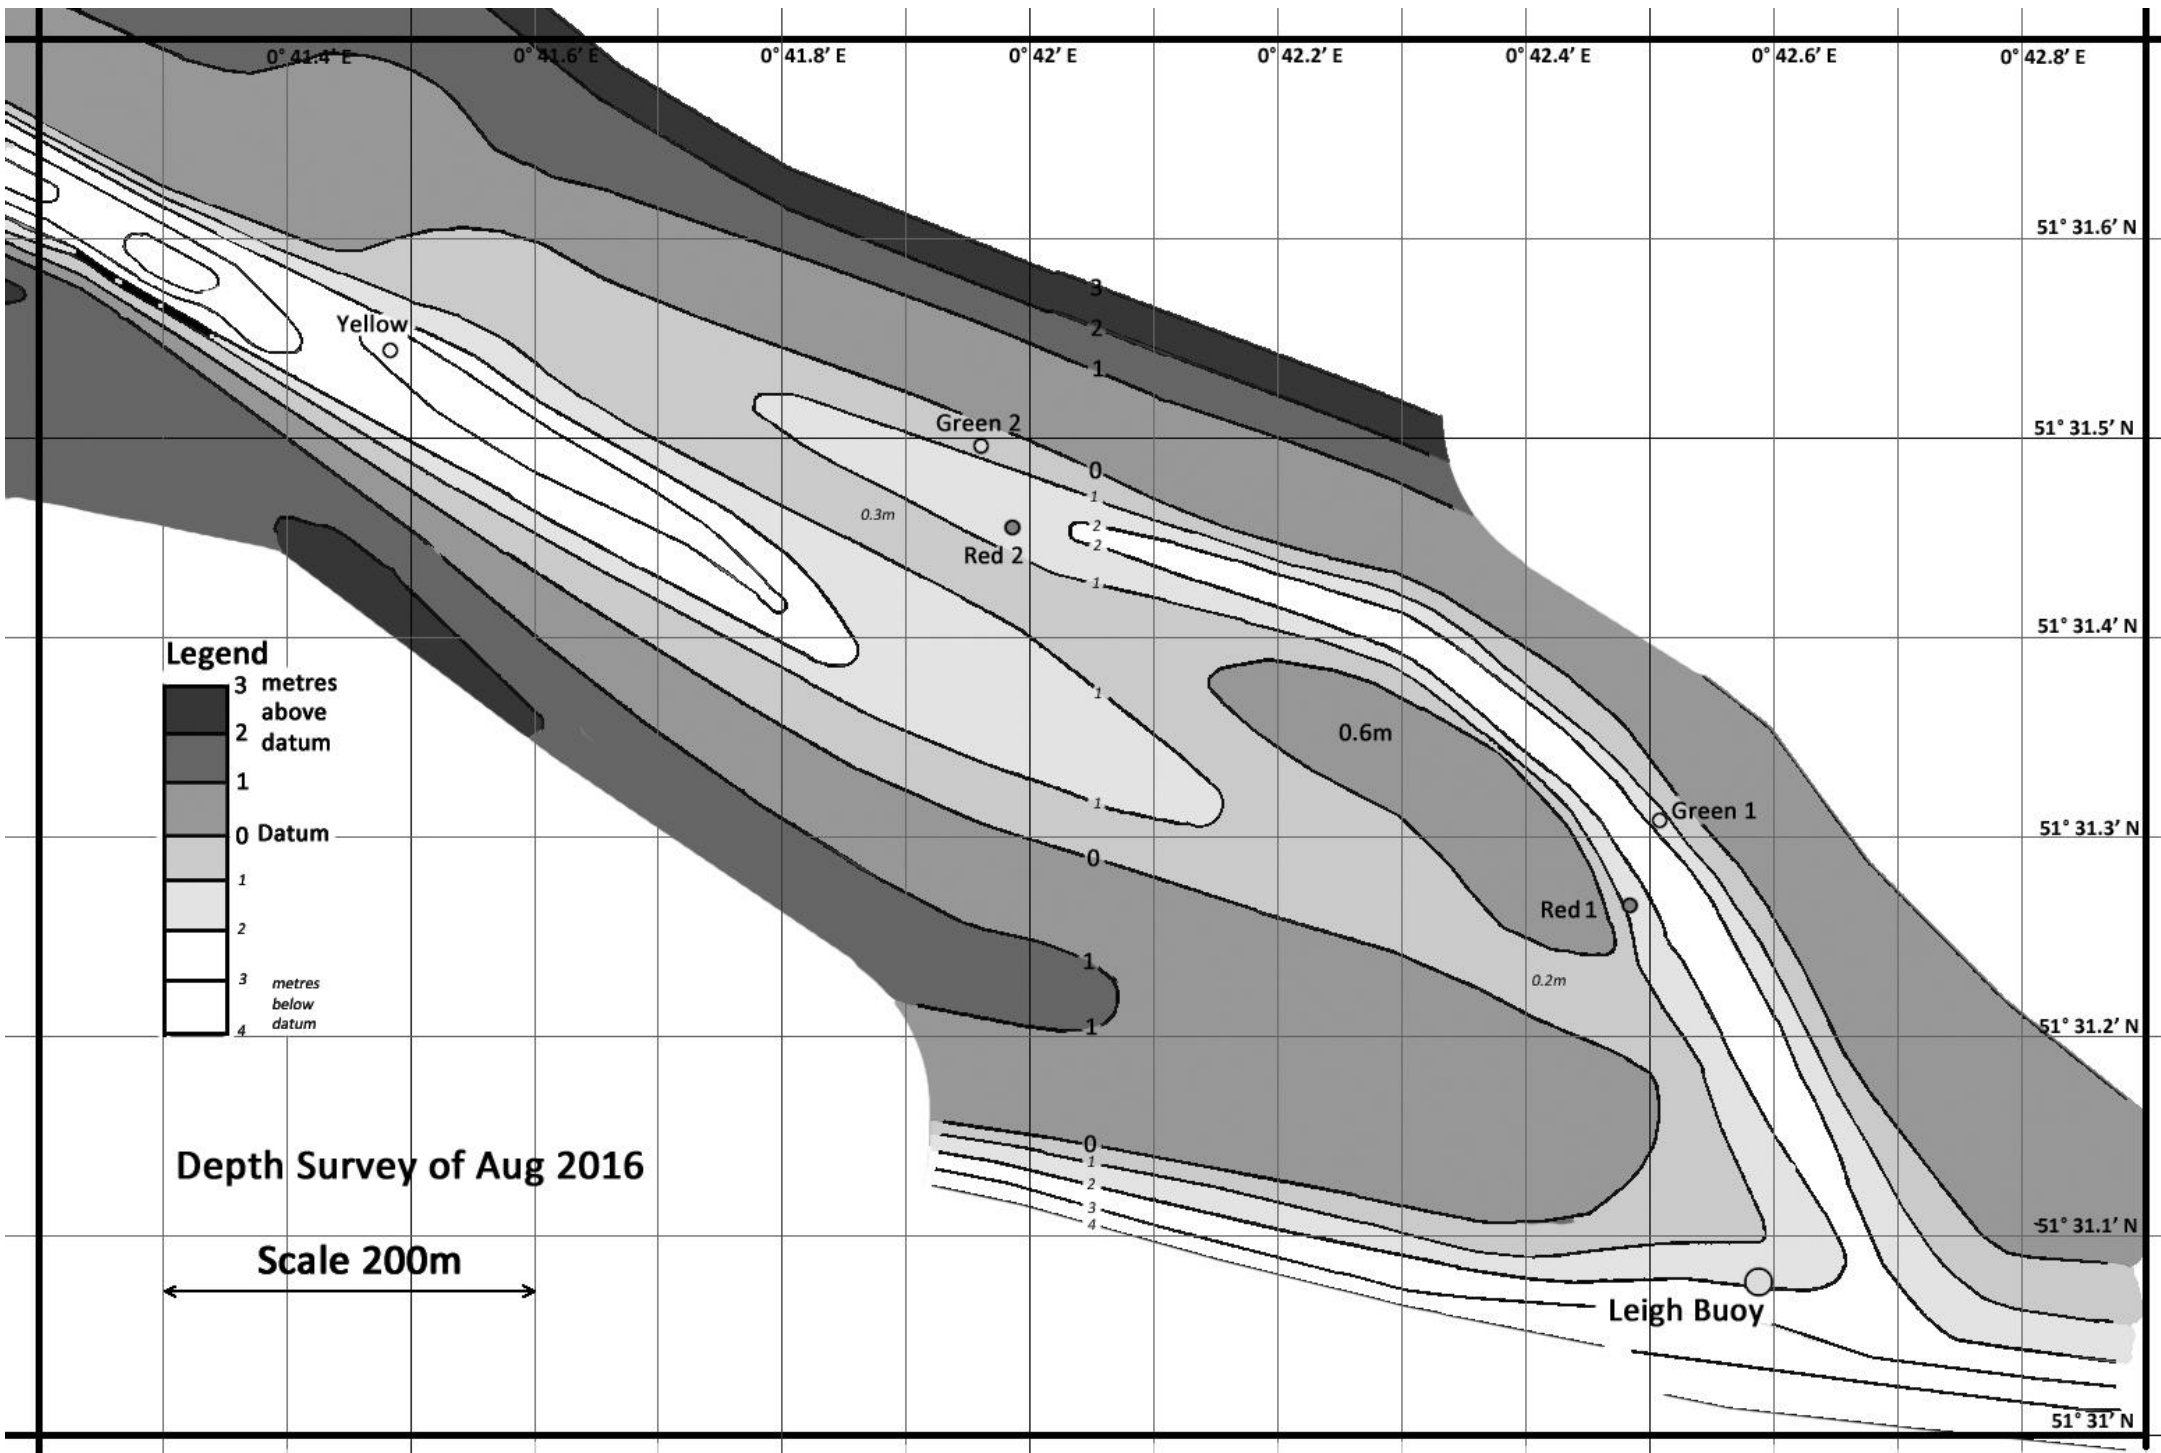 0° 41.4' E
0° 41.6' E
0° 41.8' E
0° 42' E
0° 42.2' E
0° 42.4' E
0° 42.6' E
0° 42.8' E
51° 31.6' N
3
Yellow
2
1
Green 2
51° 31.5' N
0
1
0.3m
2
2
Red 2
1
51° 31.4' N
Legend
3 metres
above
2 datum
1
0 Datum
1
2
3 metres
below
4 datum
1
0.6m
1
Green 1
51° 31.3' N
0
Red 1
1
0.2m
1
51° 31.2' N
0
1
2
3
4
Depth Survey of Aug 2016
51° 31.1' N
Scale 200m
Leigh Buoy
51° 31' N